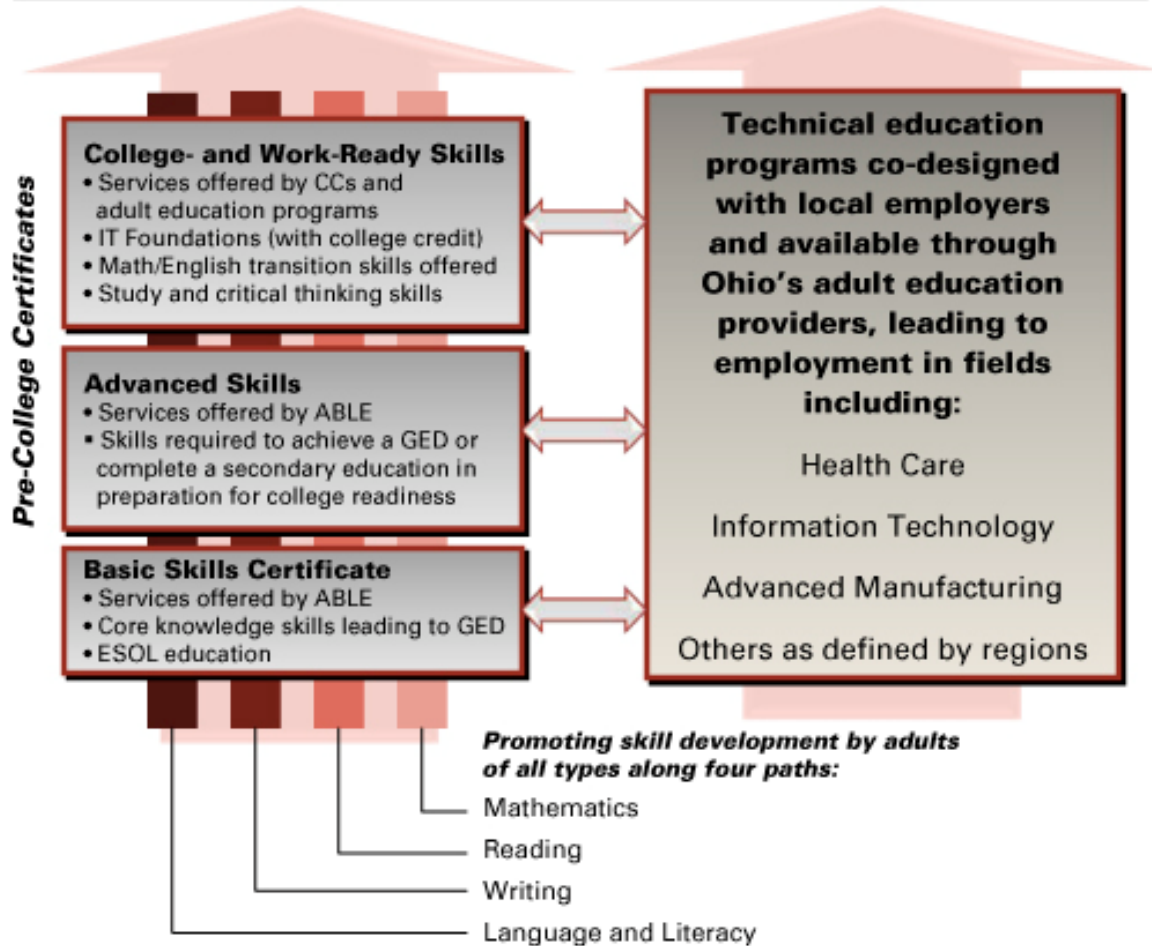 Pre-College Certificates
College- and Work-Ready Skills
• Services offered by CCs and
adult education programs
• IT Foundations (with college credit)
• Math/English transition skills offered
• Study and critical thinking skills
Advanced Skills
• Services offered by ABLE
▪ Skills required to achieve a GED or
complete a secondary education in
preparation for college readiness
Basic Skills Certificate
• Services offered by ABLE
• Core knowledge skills leading to GED
• ESOL education
Technical education
programs co-designed
with local employers
and available through
Ohio's adult education
providers, leading to
employment in fields
including:
Health Care
Information Technology
Advanced Manufacturing
Others as defined by regions
Promoting skill development by adults
of all types along four paths:
Mathematics
Reading
Writing
Language and Literacy